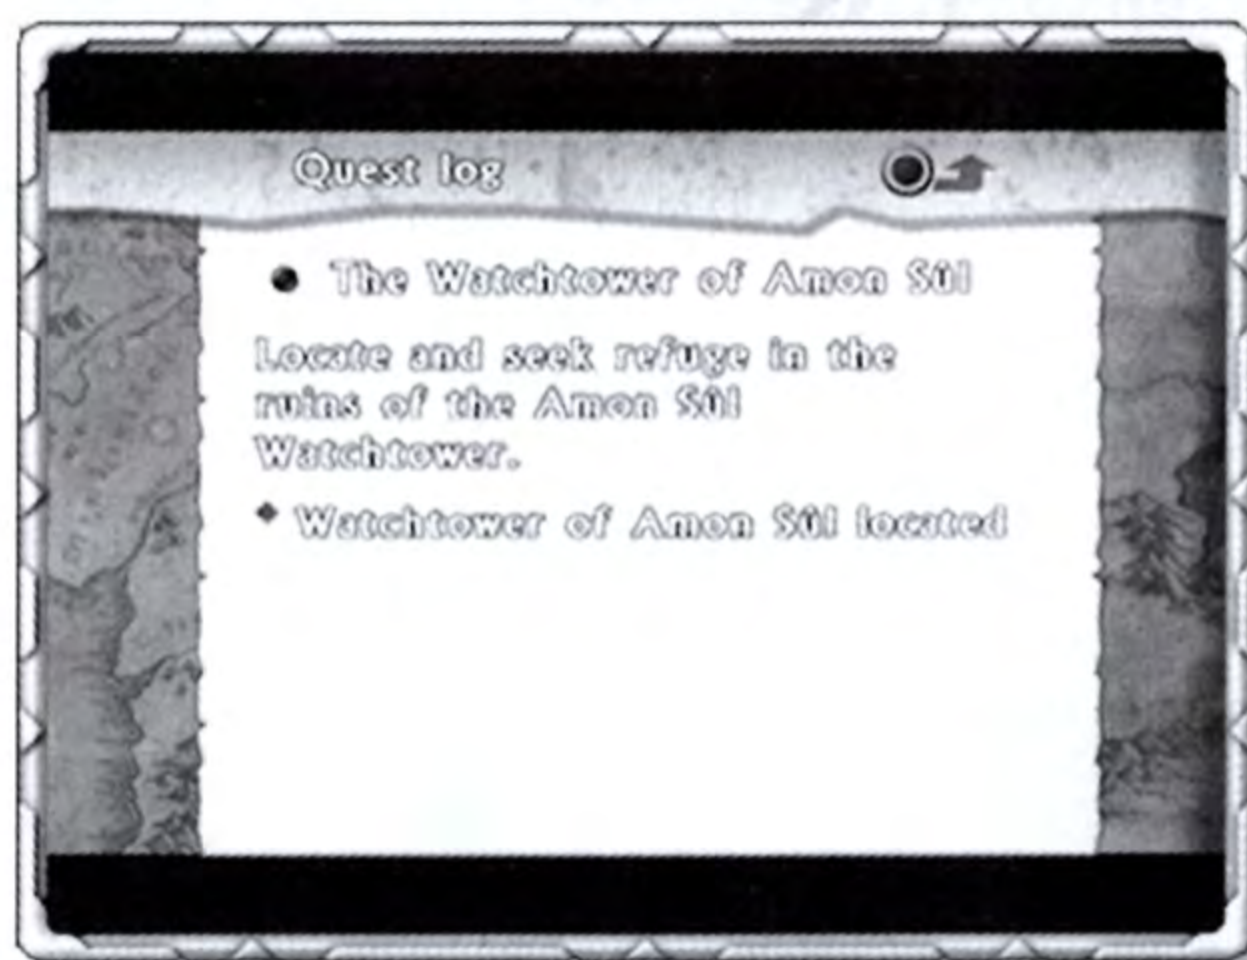 Quest log
The Watchtower of Amon Sûl
Locate and seek refuge in the
ruins of the Amon Sûl
Watchtower.
Watchtower of Amon Sûl located